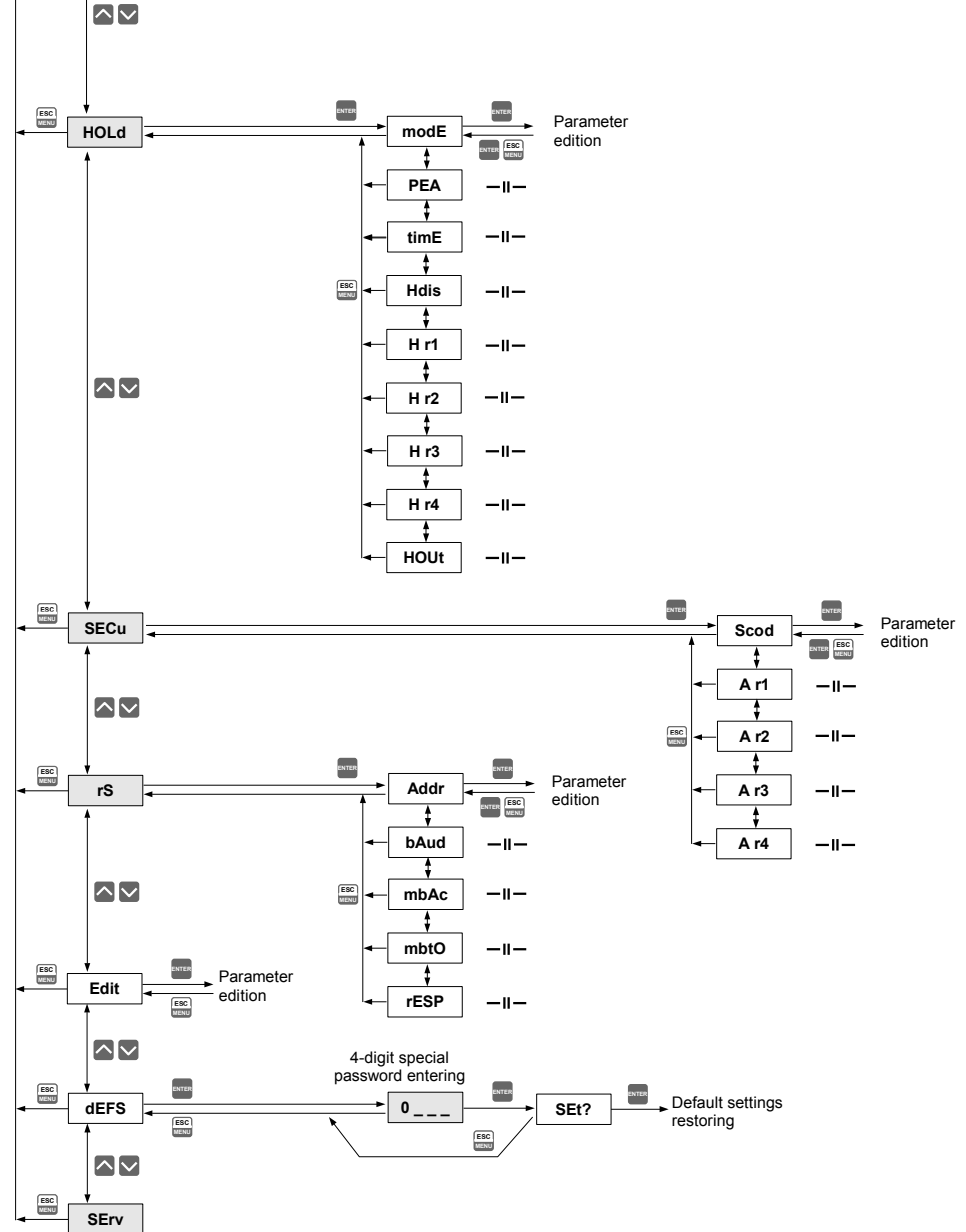 ESC
MENU
ENTER
ENTER
HOLd
modE
Parameter
edition
ENTER
ESC
MENU
PEA
—II—
timE
—II—
ESC
MENU
Hdis
—II—
H r1
—II—
H r2
—II—
H r3
—II—
H r4
—II—
HOUt
—II—
ESC
MENU
ENTER
ENTER
SECu
Scod
Parameter
edition
ENTER
ESC
MENU
A r1
—II—
ESC
MENU
A r2
—II—
A r3
—II—
A r4
—II—
ESC
MENU
ENTER
ENTER
rS
Addr
Parameter
edition
ENTER
ESC
MENU
bAud
—II—
ESC
MENU
mbAc
—II—
mbtO
—II—
rESP
—II—
ESC
MENU
ENTER
Edit
Parameter
edition
ESC
MENU
4-digit special
password entering
ESC
MENU
ENTER
ENTER
ENTER
dEFS
0 _ _ _
SEt?
Default settings
restoring
ESC
MENU
ESC
MENU
ESC
MENU
SErv